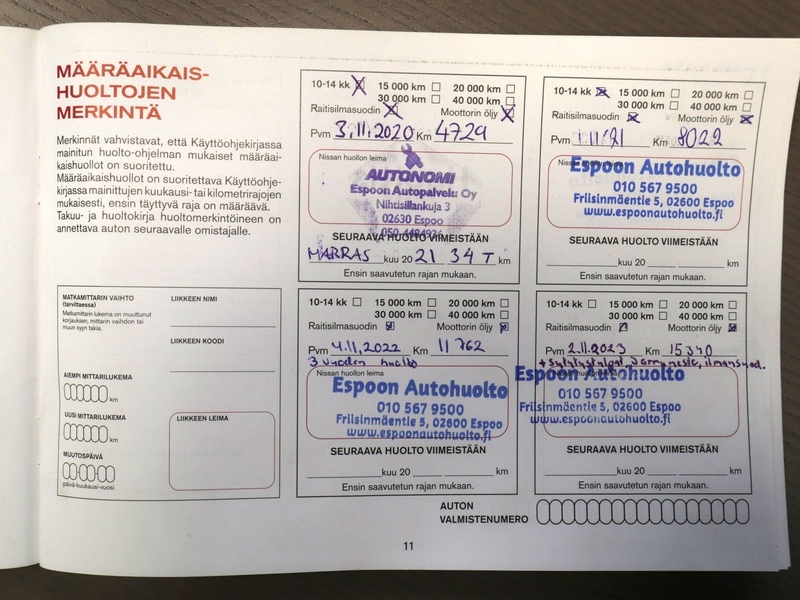 MÄÄRÄAIKAIS-
HUOLTOJEN
MERKINTÄ
Merkinnät vahvistavat, että Käyttöohjekirjassa
mainitun huolto-ohjelman mukaiset määräai-
kaishuollot on suoritettu.
Määräaikaishuollot on suoritettava Käyttöohje-
kirjassa mainittujen kuukausi- tai kilometrirajojen
mukaisesti, ensin täyttyvä raja on määräävä.
Takuu- ja huoltokirja huoltomerkintöineen on
annettava auton seuraavalle omistajalle.
MATKAMITTARIN VAIHTO
(tarvittaessa)
Matkamittarin lukema on muuttunut
korjauksen, mittarin vaihdon tai
muun syyn takia.
AIEMPI MITTARILUKEMA
km
UUSI MITTARILUKEMA
km
MUUTOSPÄIVÄ
päivä-kuukausi-vuosi
LIIKKEEN NIMI
LIIKKEEN KOODI
LIIKKEEN LEIMA
10-14 kk 15 000 km 20 000 km
30 000 km 40 000 km
Raitisilmasuodin Moottorin öljy
Pvm 3.11.2020 Km 4729
Nissan huollon leima
AUTONOMI
Espoon Autopalvelu Oy
Nihtisillankuja 3
02630 Espoo
050-4484926
SEURAAVA HUOLTO VIIMEISTÄÄN
MARRAS kuu 20 21 34 T km
Ensin saavutetun rajan mukaan.
10-14 kk 15 000 km 20 000 km
30 000 km 40 000 km
Raitisilmasuodin Moottorin öljy
Pvm Km 8022
Nissan huollon leima
Espoon Autohuolto
010 567 9500
Friisinmäentie 5, 02600 Espoo
www.espoonautohuolto.fi
SEURAAVA HUOLTO VIIMEISTÄÄN
kuu 20 km
Ensin saavutetun rajan mukaan.
10-14 kk 15 000 km 20 000 km
30 000 km 40 000 km
Raitisilmasuodin Moottorin öljy
Pvm 4.11.2022 Km 11 762
3 vuoden huolto
Nissan huollon leima
Espoon Autohuolto
010 567 9500
Friisinmäentie 5, 02600 Espoo
www.espoonautohuolto.fi
SEURAAVA HUOLTO VIIMEISTÄÄN
kuu 20 km
Ensin saavutetun rajan mukaan.
10-14 kk 15 000 km 20 000 km
30 000 km 40 000 km
Raitisilmasuodin Moottorin öljy
Pvm 2.11.2023 Km 15340
+ sytytystulpat, jarruneste, ilmansuod.
Espoon Autohuolto
010 567 9500
Friisinmäentie 5, 02600 Espoo
www.espoonautohuolto.fi
SEURAAVA HUOLTO VIIMEISTÄÄN
kuu 20 km
Ensin saavutetun rajan mukaan.
AUTON
VALMISTENUMERO
11